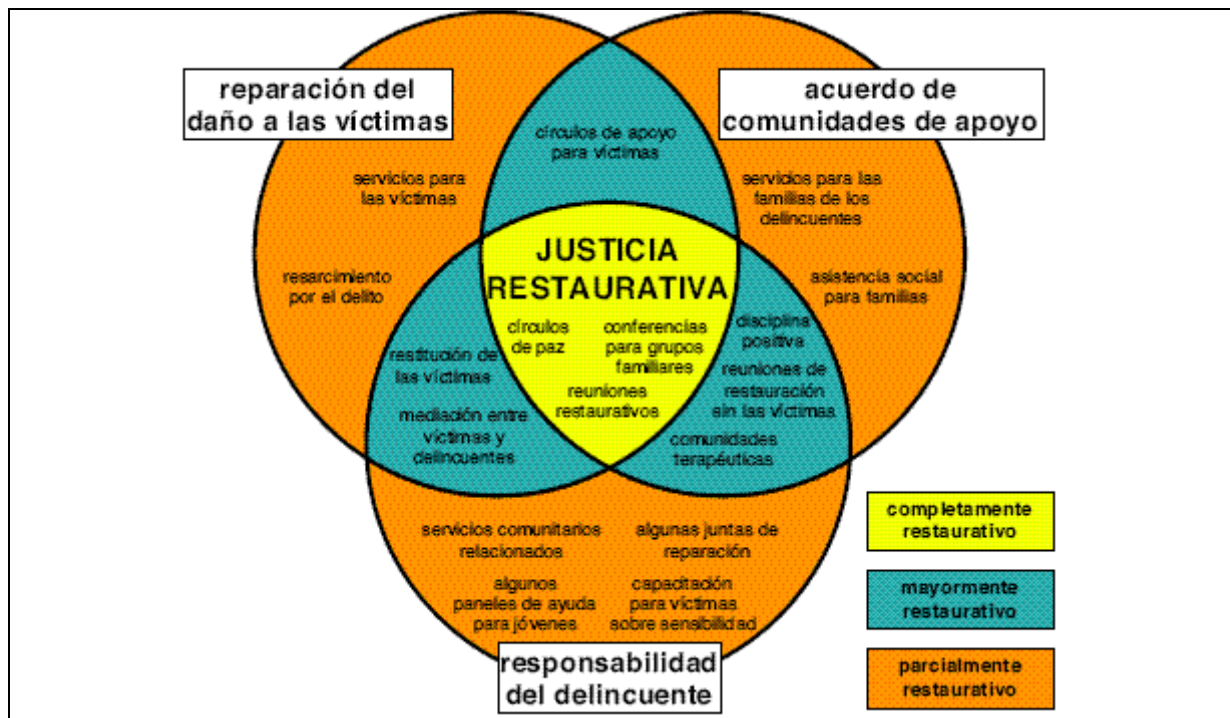 reparación del
daño a las víctimas
acuerdo de
comunidades de apoyo
círculos de apoyo
para víctimas
servicios para
las víctimas
resarcimiento
por el delito
servicios para las
familias de los
delincuentes
asistencia social
para familias
JUSTICIA
RESTAURATIVA
círculos
de paz
conferencias
para grupos
familiares
reuniones
restaurativos
restitución de
las víctimas
mediación entre
víctimas y
delincuentes
disciplina
positiva
reuniones de
restauración
sin las víctimas
comunidades
terapéuticas
servicios comunitarios
relacionados
algunas juntas de
reparación
algunos
paneles de ayuda
para jóvenes
capacitación
para víctimas
sobre sensibilidad
responsabilidad
del delincuente
completamente
restaurativo
mayormente
restaurativo
parcialmente
restaurativo